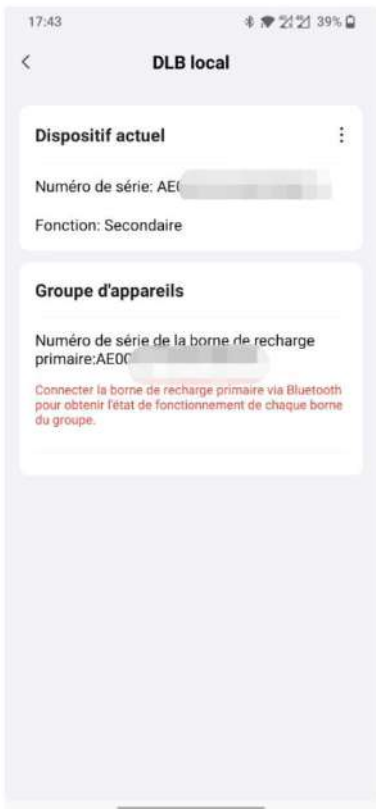 17:43
39%
DLB local
Dispositif actuel
Numéro de série: AE
Fonction: Secondaire
Groupe d'appareils
Numéro de série de la borne de recharge
primaire:AE00
Connecter la borne de recharge primaire via Bluetooth
pour obtenir l'état de fonctionnement de chaque borne
du groupe.